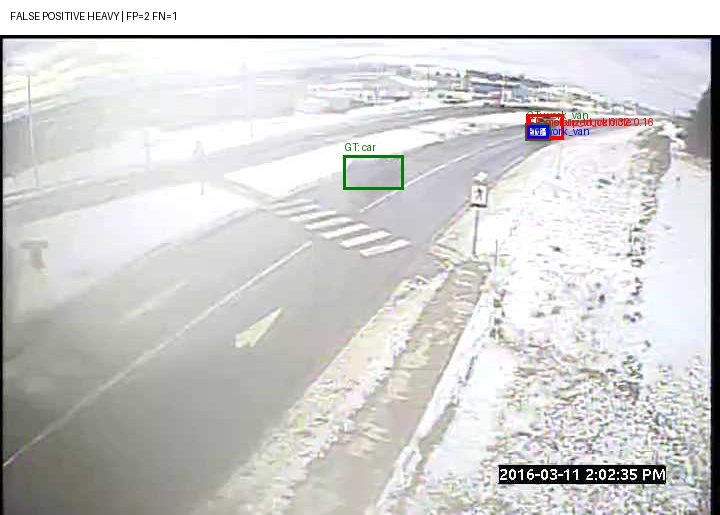 FALSE POSITIVE HEAVY | FP=2 FN=1
GT: car
work_van
2016-03-11 2:02:35 PM